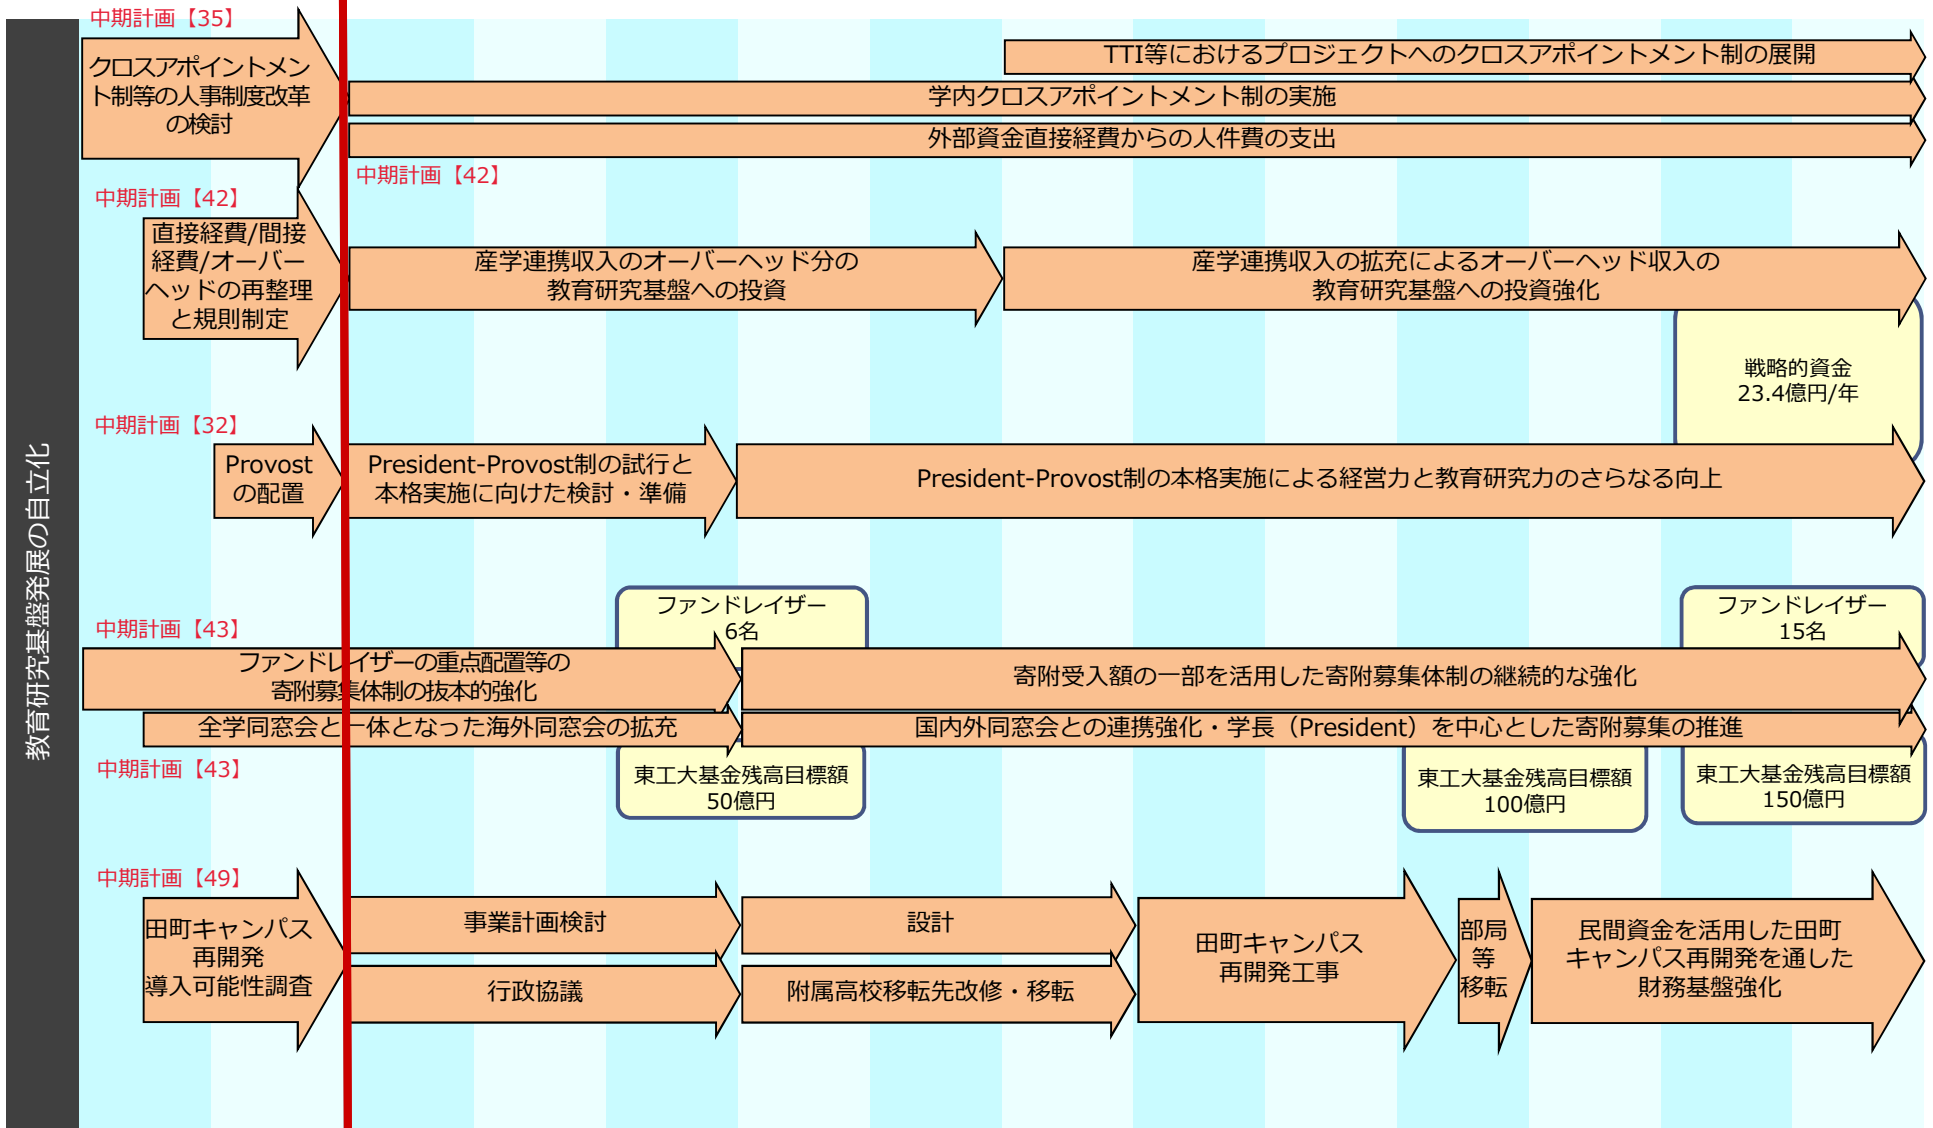 教育研究基盤発展の自立化
中期計画【35】
クロスアポイントメン
ト制等の人事制度改革
の検討
TTI等におけるプロジェクトへのクロスアポイントメント制の展開
学内クロスアポイントメント制の実施
外部資金直接経費からの人件費の支出
中期計画【42】
中期計画【42】
直接経費/間接
経費/オーバー
ヘッドの再整理
と規則制定
産学連携収入のオーバーヘッド分の
教育研究基盤への投資
産学連携収入の拡充によるオーバーヘッド収入の
教育研究基盤への投資強化
戦略的資金
23.4億円/年
中期計画【32】
Provost
の配置
President-Provost制の試行と
本格実施に向けた検討・準備
President-Provost制の本格実施による経営力と教育研究力のさらなる向上
ファンドレイザー
6名
ファンドレイザー
15名
中期計画【43】
ファンドレイザーの重点配置等の
寄附募集体制の抜本的強化
寄附受入額の一部を活用した寄附募集体制の継続的な強化
全学同窓会と一体となった海外同窓会の拡充
国内外同窓会との連携強化・学長（President）を中心とした寄附募集の推進
中期計画【43】
東工大基金残高目標額
50億円
東工大基金残高目標額
100億円
東工大基金残高目標額
150億円
中期計画【49】
田町キャンパス
再開発
導入可能性調査
事業計画検討
行政協議
設計
附属高校移転先改修・移転
田町キャンパス
再開発工事
部局
等
移転
民間資金を活用した田町
キャンパス再開発を通した
財務基盤強化